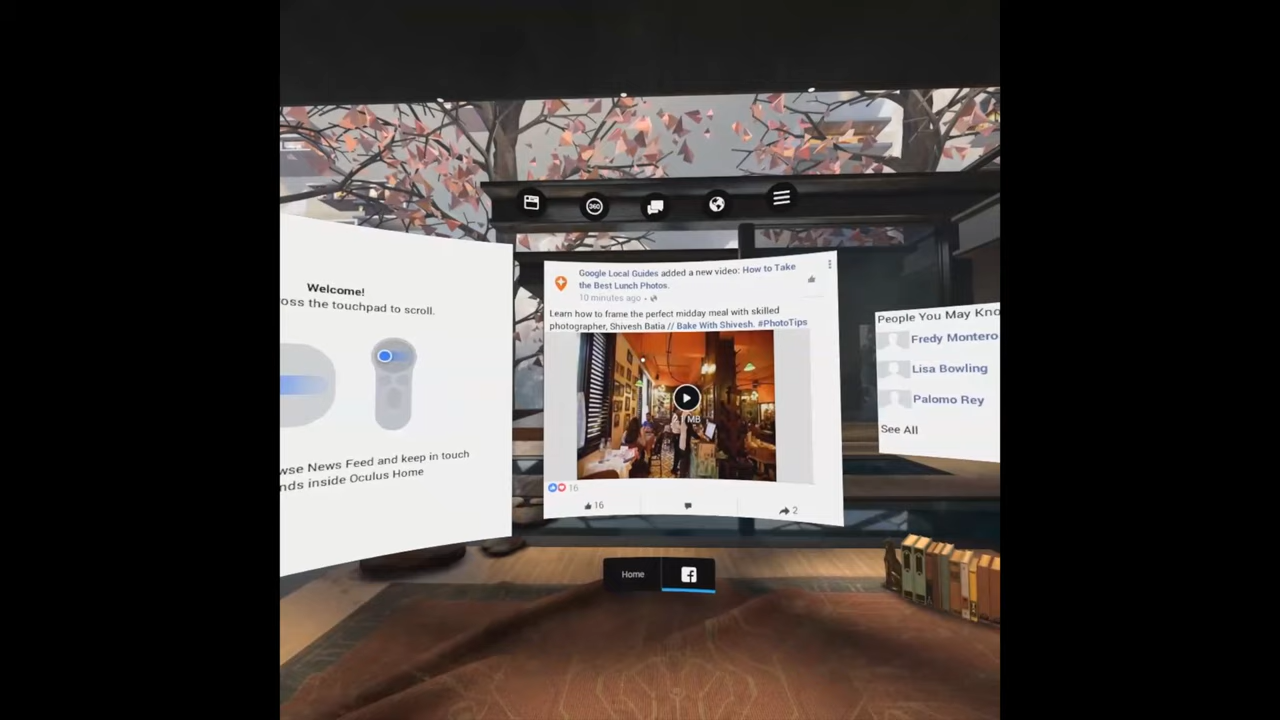 360
Welcome!
oss the touchpad to scroll.
wse News Feed and keep in touch
nds inside Oculus Home
Google Local Guides added a new video: How to Take
the Best Lunch Photos.
10 minutes ago
Learn how to frame the perfect midday meal with skilled
photographer, Shivesh Batia // Bake With Shivesh. #PhotoTips
MB
16
16
2
People You May Kno
Fredy Montero
Lisa Bowling
Palomo Rey
See All
Home